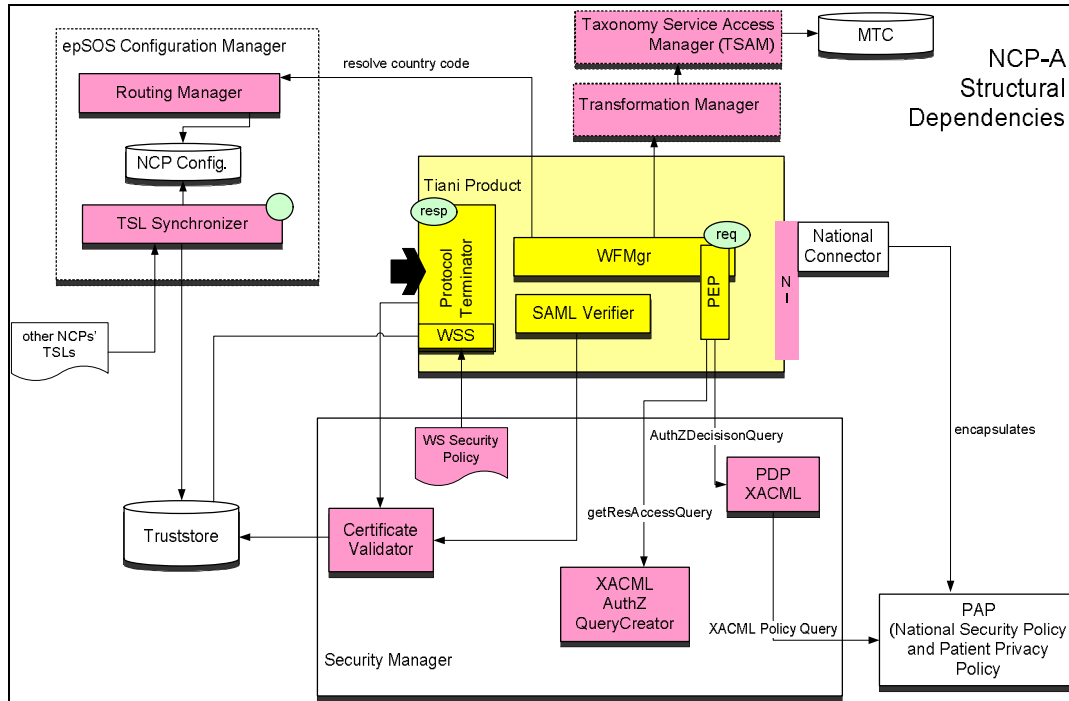 Taxonomy Service Access
Manager (TSAM)
MTC
NCP-A
Structural
Dependencies
epSOS Configuration Manager
resolve country code
Routing Manager
Transformation Manager
NCP Config.
Tiani Product
TSL Synchronizer
resp
req
WFMgr
National
Connector
Protocol
Terminator
PEP
N
I
SAML Verifier
WSS
other NCPs'
TSLs
WS Security
Policy
AuthZDecisisonQuery
encapsulates
PDP
XACML
getResAccessQuery
Truststore
Certificate
Validator
XACML
AuthZ
QueryCreator
XACML Policy Query
PAP
(National Security Policy
and Patient Privacy
Policy
Security Manager